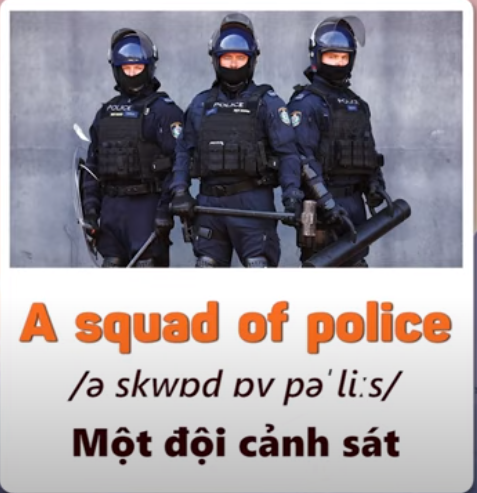 POLICE
POLICE
POLICE
A squad of police
/ə skwɒd ɒv pəˈliːs/
Một đội cảnh sát